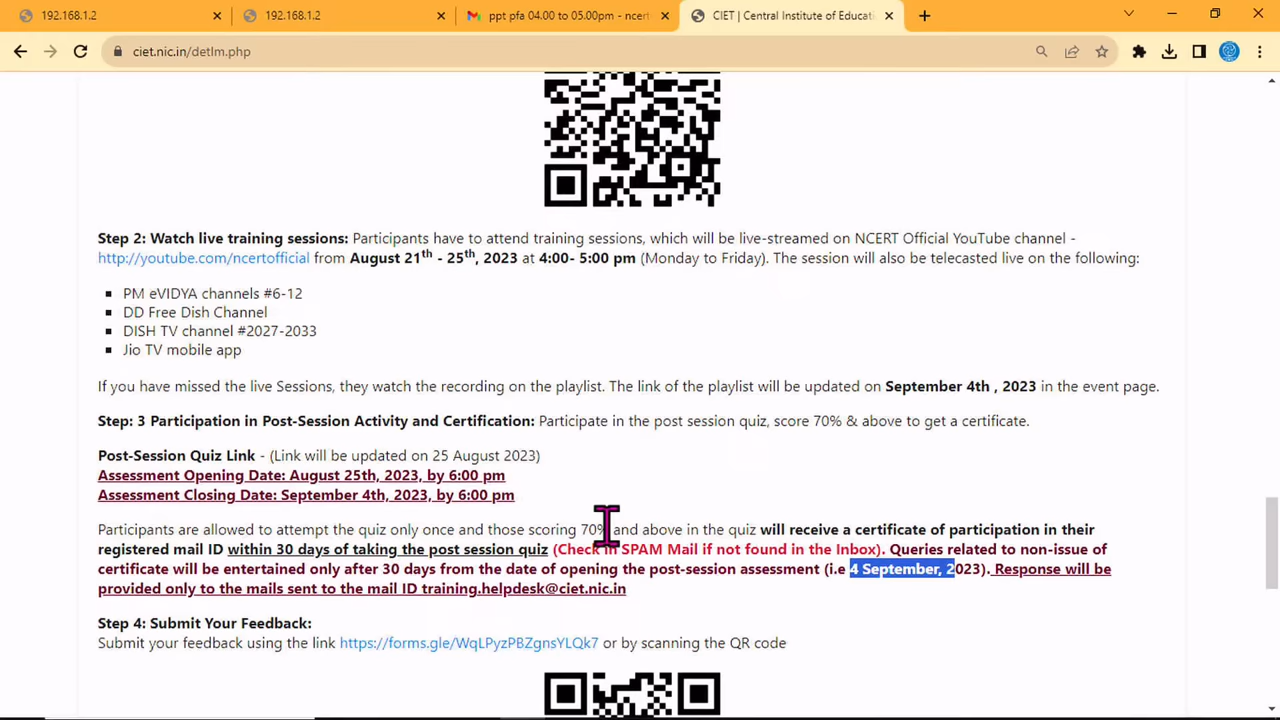 192.168.1.2
192.168.1.2
ppt pfa 04.00 to 05.00pm - ncert
CIET | Central Institute of Educati
ciet.nic.in/detlm.php
Step 2: Watch live training sessions: Participants have to attend training sessions, which will be live-streamed on NCERT Official YouTube channel -
http://youtube.com/ncertofficial from August 21th - 25th, 2023 at 4:00- 5:00 pm (Monday to Friday). The session will also be telecasted live on the following:
PM eVIDYA channels #6-12
DD Free Dish Channel
DISH TV channel #2027-2033
Jio TV mobile app
If you have missed the live Sessions, they watch the recording on the playlist. The link of the playlist will be updated on September 4th , 2023 in the event page.
Step: 3 Participation in Post-Session Activity and Certification: Participate in the post session quiz, score 70% & above to get a certificate.
Post-Session Quiz Link - (Link will be updated on 25 August 2023)
Assessment Opening Date: August 25th, 2023, by 6:00 pm
Assessment Closing Date: September 4th, 2023, by 6:00 pm
Participants are allowed to attempt the quiz only once and those scoring 70% and above in the quiz will receive a certificate of participation in their
registered mail ID within 30 days of taking the post session quiz (Check in SPAM Mail if not found in the Inbox). Queries related to non-issue of
certificate will be entertained only after 30 days from the date of opening the post-session assessment (i.e 4 September, 2023). Response will be
provided only to the mails sent to the mail ID training.helpdesk@ciet.nic.in
Step 4: Submit Your Feedback:
Submit your feedback using the link https://forms.gle/WqLPyzPBZgnsYLQk7 or by scanning the QR code